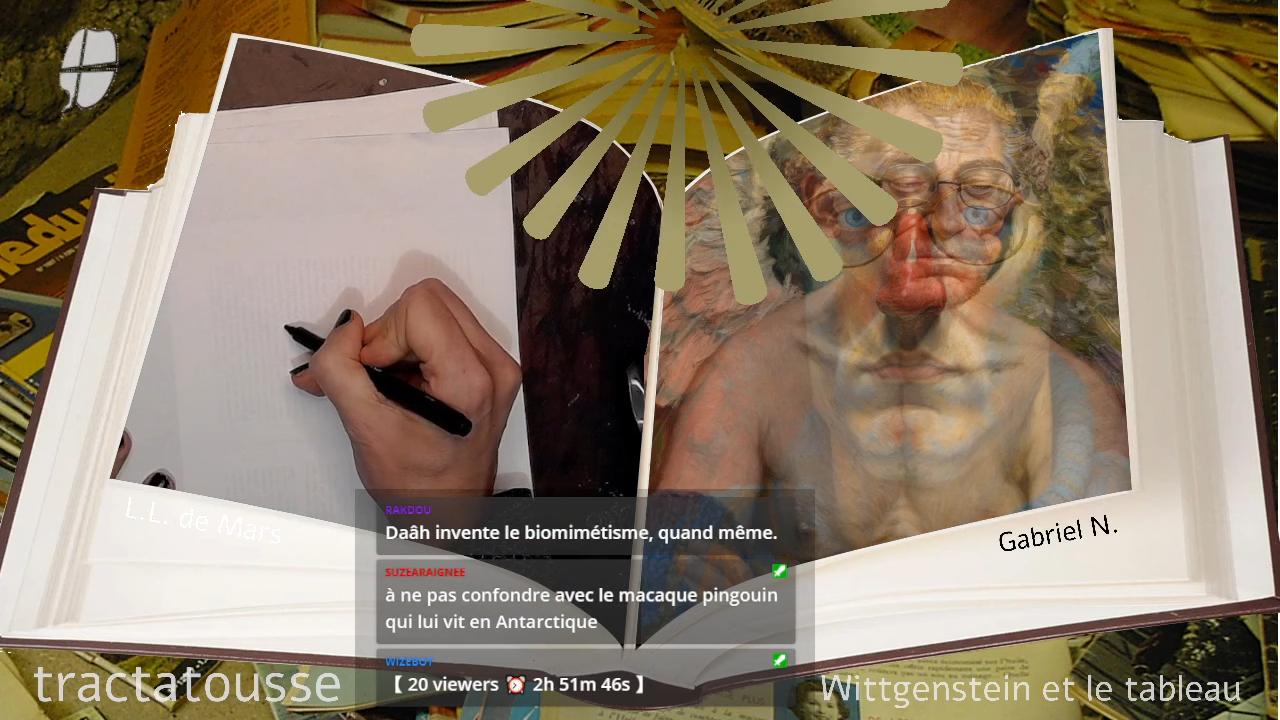 L.L. de Mars
Gabriel N.
RAKDOU
Daâh invente le biomimétisme, quand même.
SUZEARAIGNEE
à ne pas confondre avec le macaque pingouin
qui lui vit en Antarctique
WIZEBOT
【 20 viewers ⏰ 2h 51m 46s 】
tractatousse
Wittgenstein et le tableau